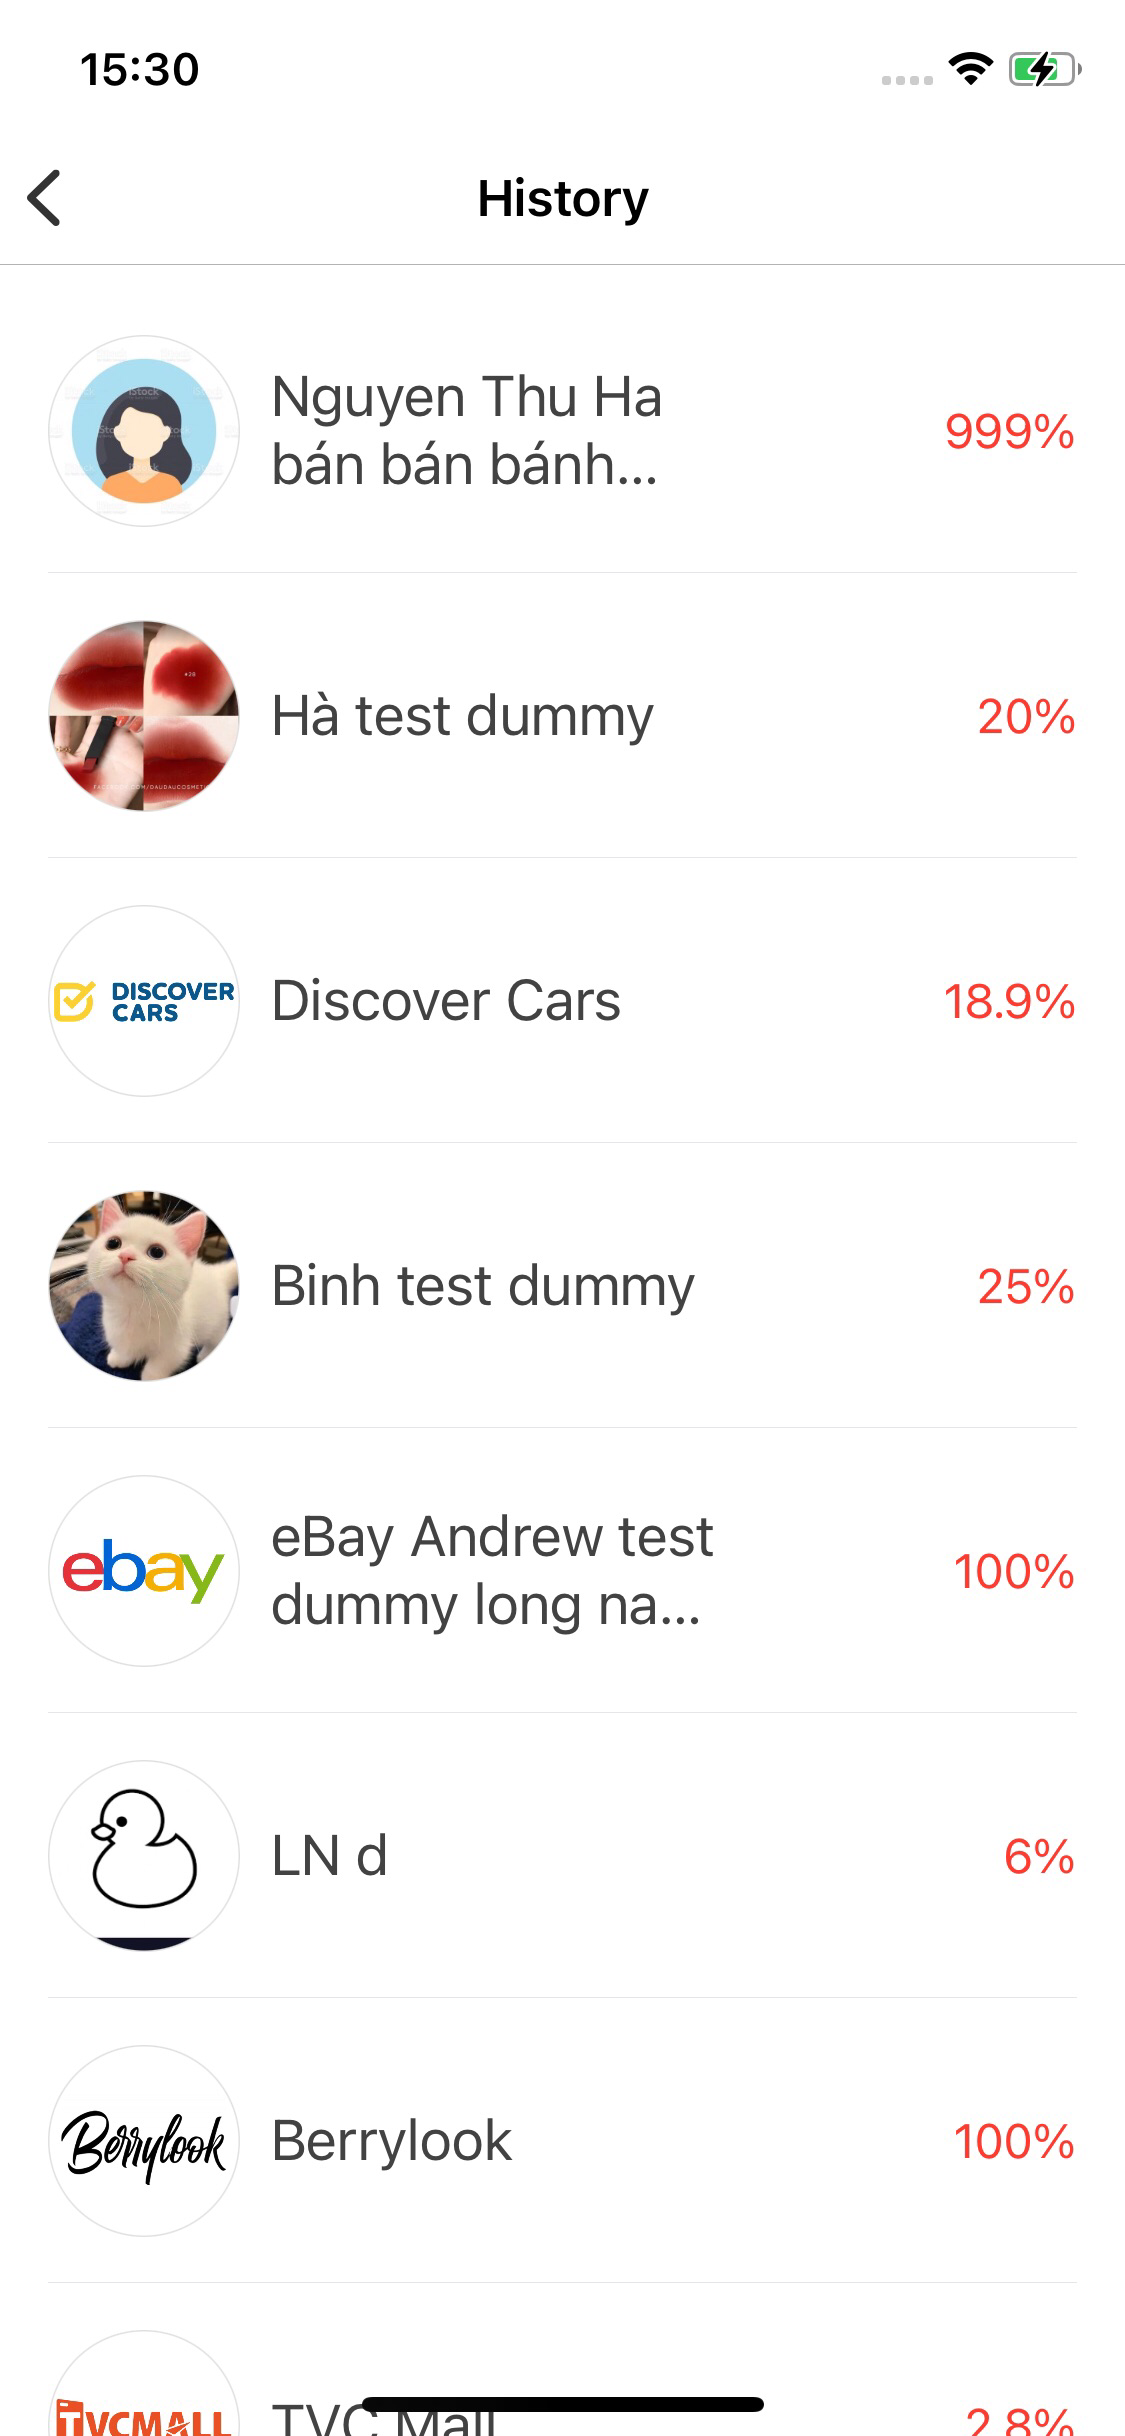 15:30
History
Nguyen Thu Ha
bán bán bánh...
999%
Hà test dummy
20%
DISCOVER
CARS
Discover Cars
18.9%
Binh test dummy
25%
ebay
eBay Andrew test
dummy long na...
100%
LN d
6%
Berrylook
Berrylook
100%
TVCMALL
TVC Mall
2.8%